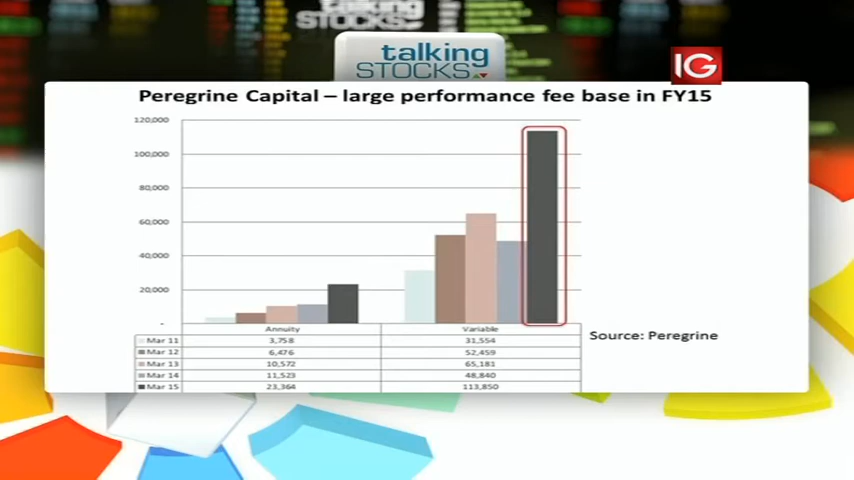 talking
STOCKS
talking
STOCKS
IG
Peregrine Capital – large performance fee base in FY15
120,000
100,000
80,000
60,000
40,000
20,000
-
Annuity Variable
Mar 11 3,758 31,554
Mar 12 6,476 52,459
Mar 13 10,572 65,181
Mar 14 11,523 48,840
Mar 15 23,364 113,850
Source: Peregrine